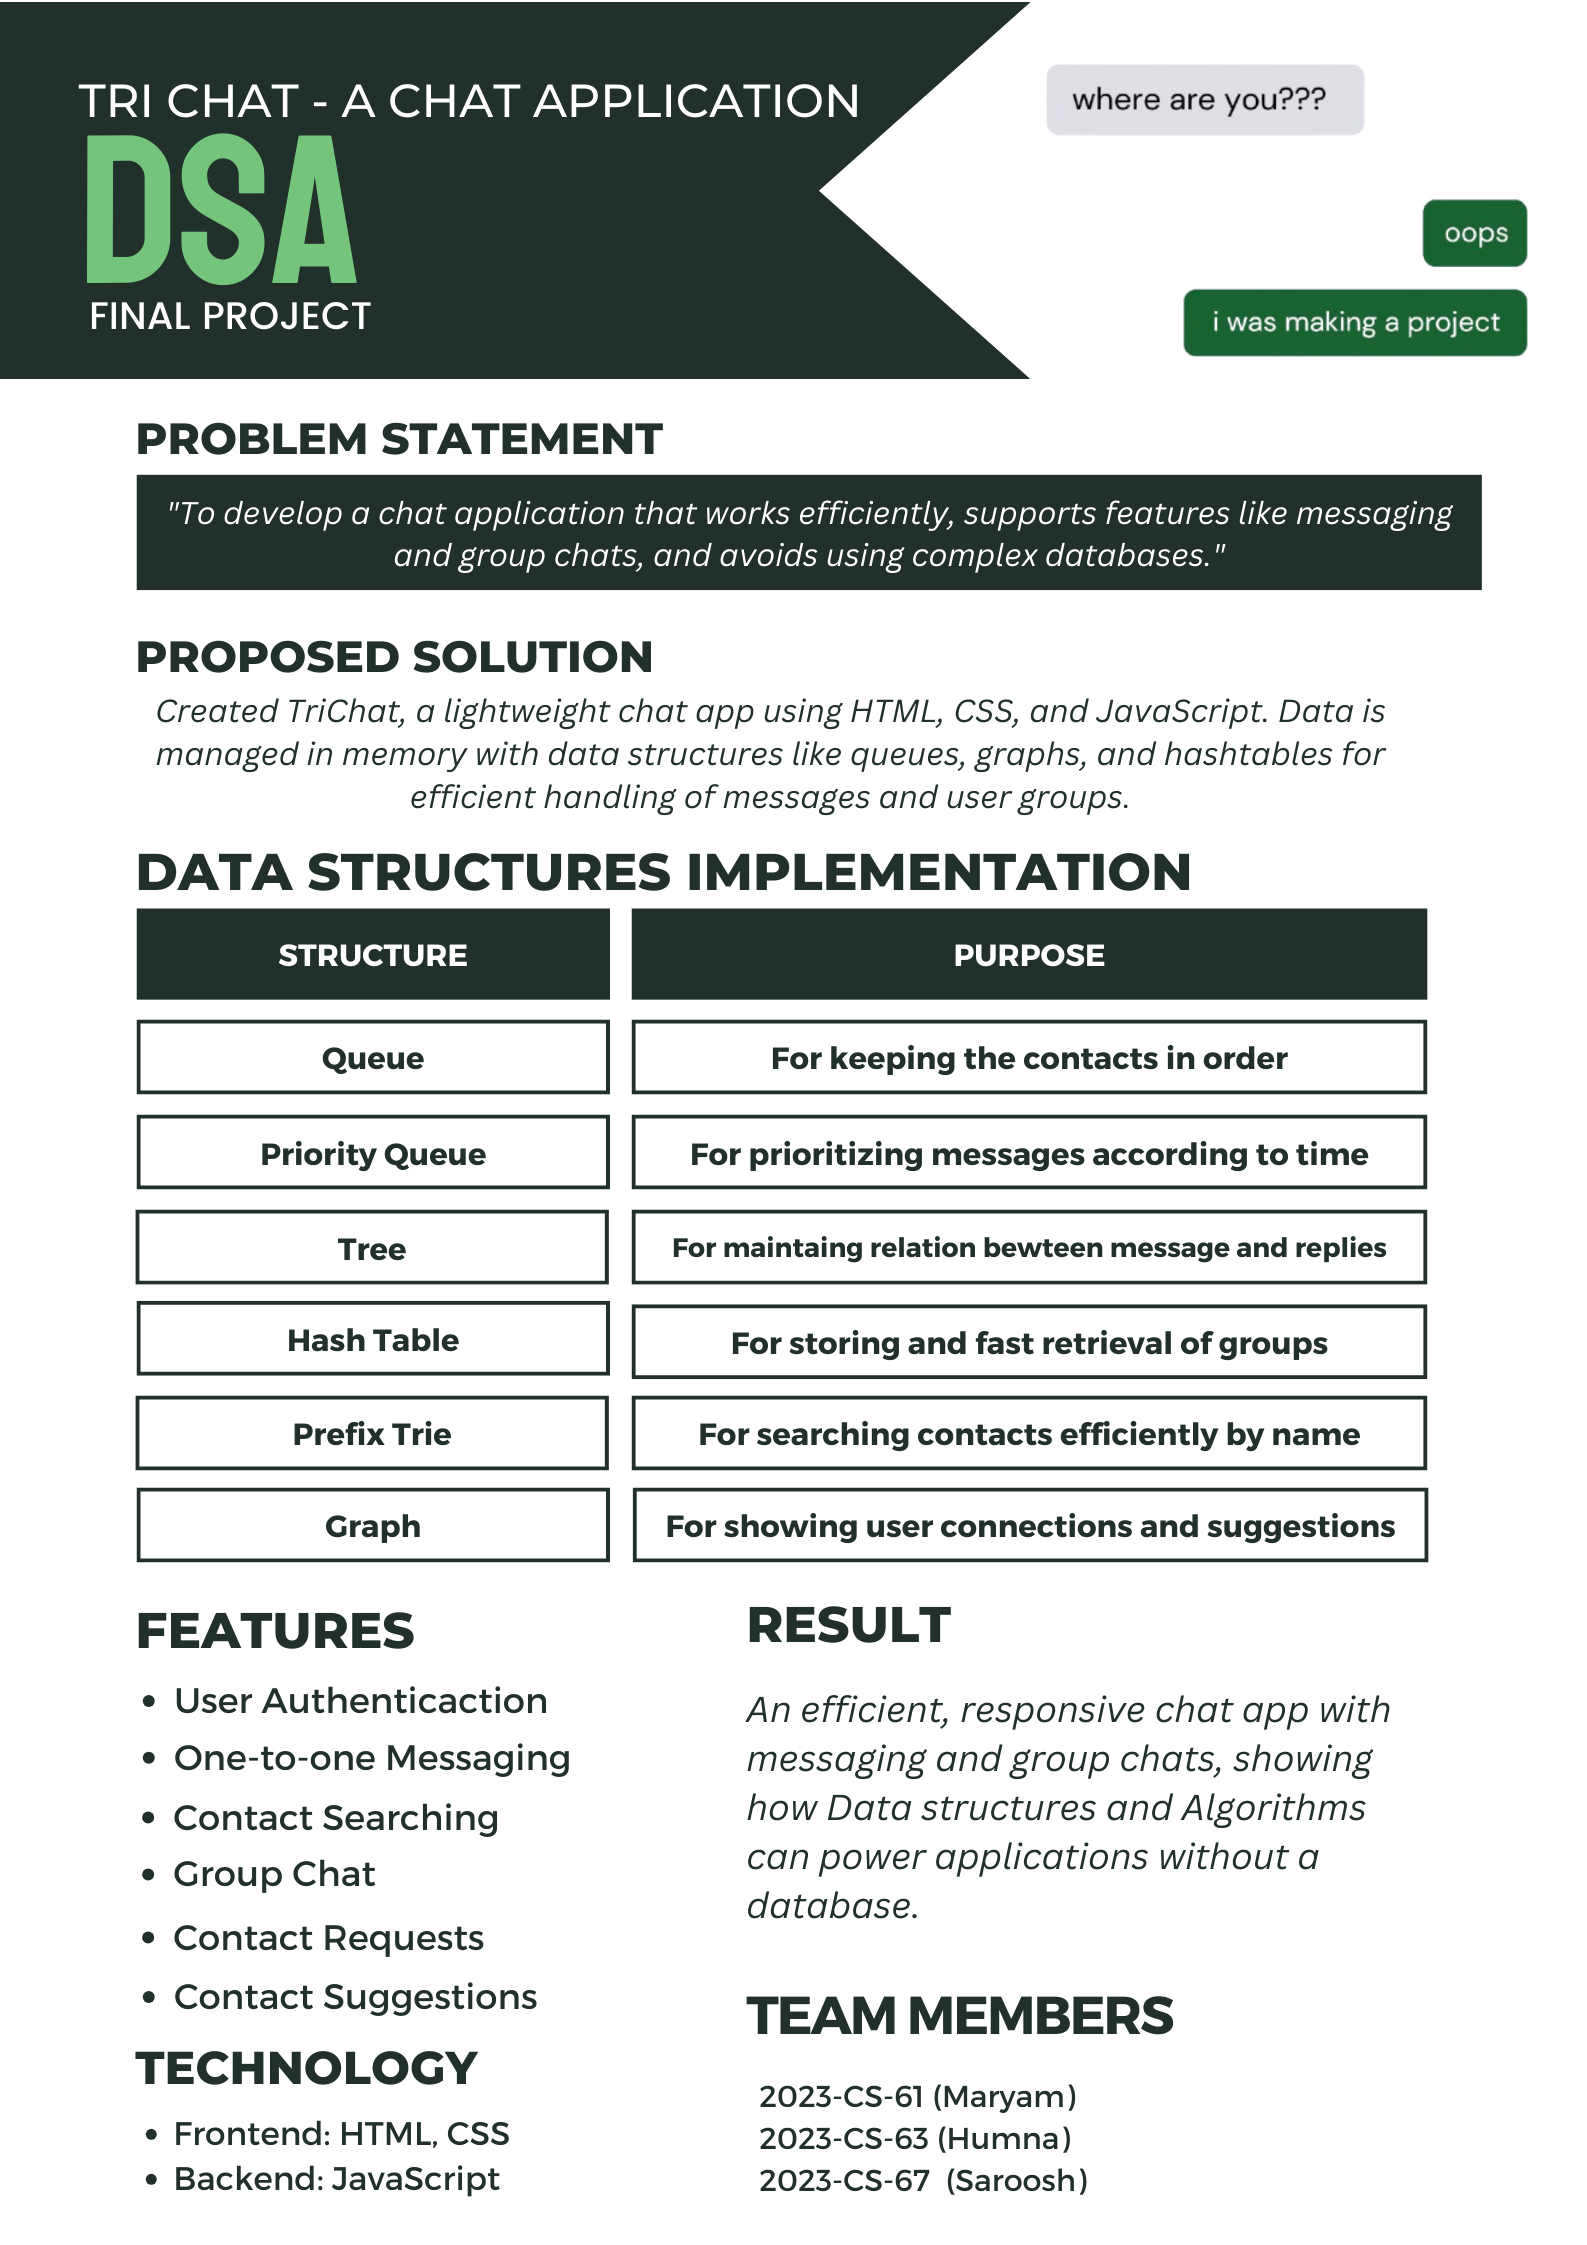 TRI CHAT - A CHAT APPLICATION
DSA
FINAL PROJECT
where are you???
oops
i was making a project
PROBLEM STATEMENT
"To develop a chat application that works efficiently, supports features like messaging
and group chats, and avoids using complex databases."
PROPOSED SOLUTION
Created TriChat, a lightweight chat app using HTML, CSS, and JavaScript. Data is
managed in memory with data structures like queues, graphs, and hashtables for
efficient handling of messages and user groups.
DATA STRUCTURES IMPLEMENTATION
STRUCTURE PURPOSE
Queue For keeping the contacts in order
Priority Queue For prioritizing messages according to time
Tree For maintaing relation bewteen message and replies
Hash Table For storing and fast retrieval of groups
Prefix Trie For searching contacts efficiently by name
Graph For showing user connections and suggestions
FEATURES
• User Authenticaction
• One-to-one Messaging
• Contact Searching
• Group Chat
• Contact Requests
• Contact Suggestions
TECHNOLOGY
• Frontend: HTML, CSS
• Backend: JavaScript
RESULT
An efficient, responsive chat app with
messaging and group chats, showing
how Data structures and Algorithms
can power applications without a
database.
TEAM MEMBERS
2023-CS-61 (Maryam)
2023-CS-63 (Humna)
2023-CS-67 (Saroosh)